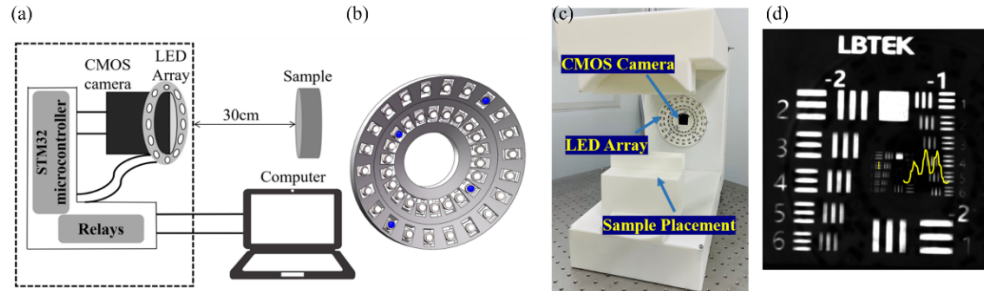 (a)
CMOS
camera
LED
Array
Sample
30cm
STM32
microcontroller
Relays
Computer
(b)
(c)
CMOS Camera
LED Array
Sample Placement
(d)
LBTEK
-2
-1
2
3
4
5
6
1
-2
1